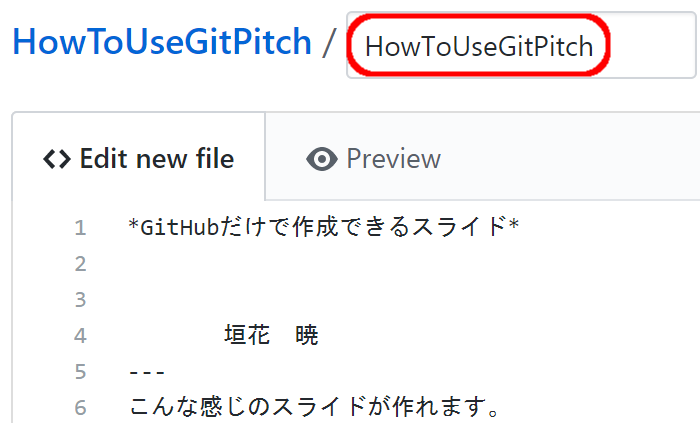 HowToUseGitPitch / HowToUseGitPitch
<> Edit new file Preview
1 *GitHubだけで作成できるスライド*
2
3
4 垣花　暁
5 ---
6 こんな感じのスライドが作れます。